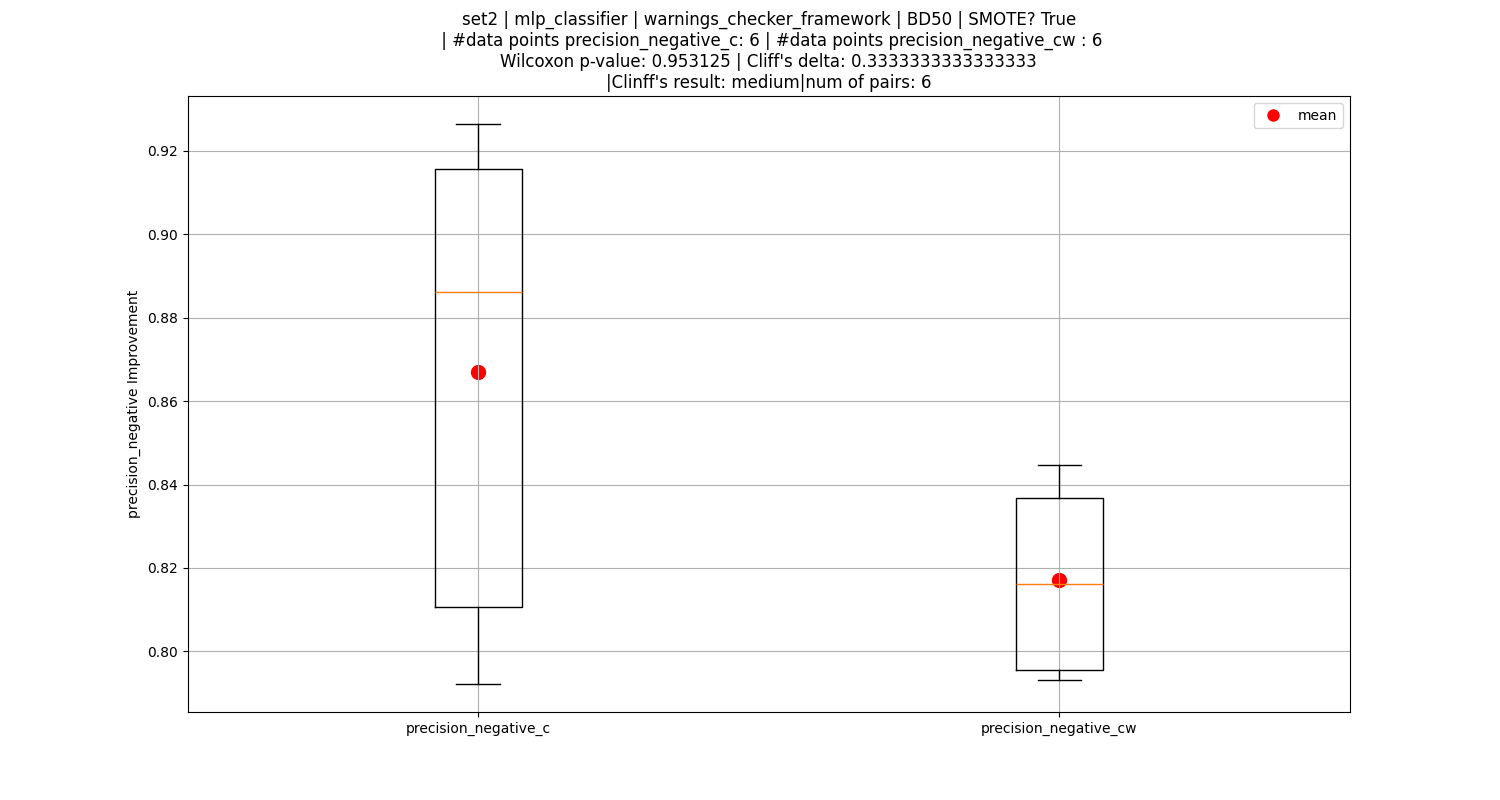 set2 | mlp_classifier | warnings_checker_framework | BD50 | SMOTE? True
| #data points precision_negative_c: 6 | #data points precision_negative_cw : 6
Wilcoxon p-value: 0.953125 | Cliff's delta: 0.3333333333333333
|Clinff's result: medium|num of pairs: 6
mean
0.92
0.90
0.88
0.86
0.84
0.82
0.80
precision_negative Improvement
precision_negative_c
precision_negative_cw